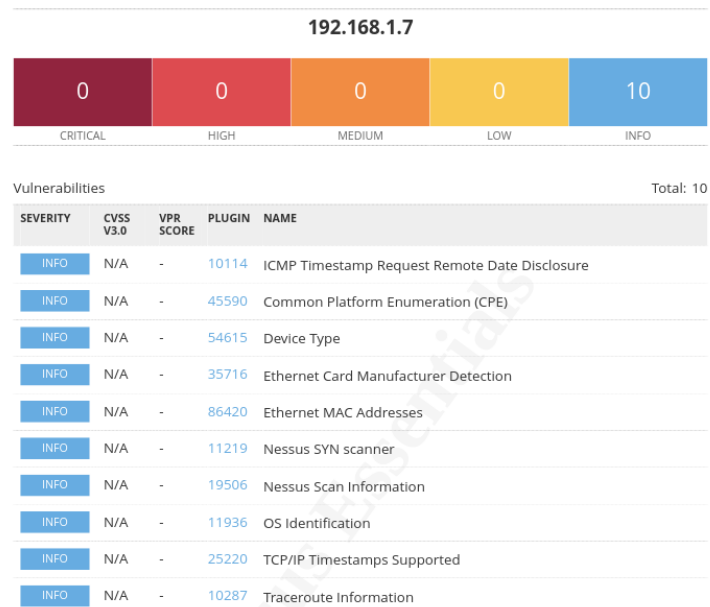 192.168.1.7
0 0 0 0 10
CRITICAL HIGH MEDIUM LOW INFO
Vulnerabilities Total: 10
SEVERITY CVSS V3.0 VPR SCORE PLUGIN NAME
INFO N/A - 10114 ICMP Timestamp Request Remote Date Disclosure
INFO N/A - 45590 Common Platform Enumeration (CPE)
INFO N/A - 54615 Device Type
INFO N/A - 35716 Ethernet Card Manufacturer Detection
INFO N/A - 86420 Ethernet MAC Addresses
INFO N/A - 11219 Nessus SYN scanner
INFO N/A - 19506 Nessus Scan Information
INFO N/A - 11936 OS Identification
INFO N/A - 25220 TCP/IP Timestamps Supported
INFO N/A - 10287 Traceroute Information
Essentials